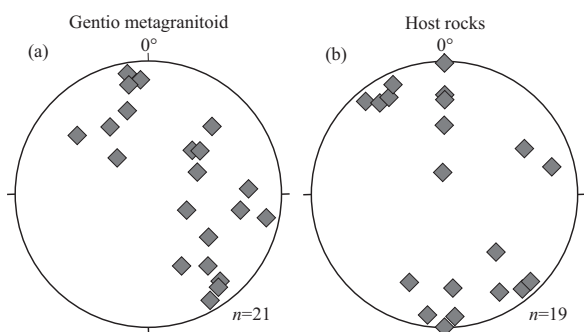 Gentio metagranitoid
(a)
0°
n=21
Host rocks
(b)
0°
n=19